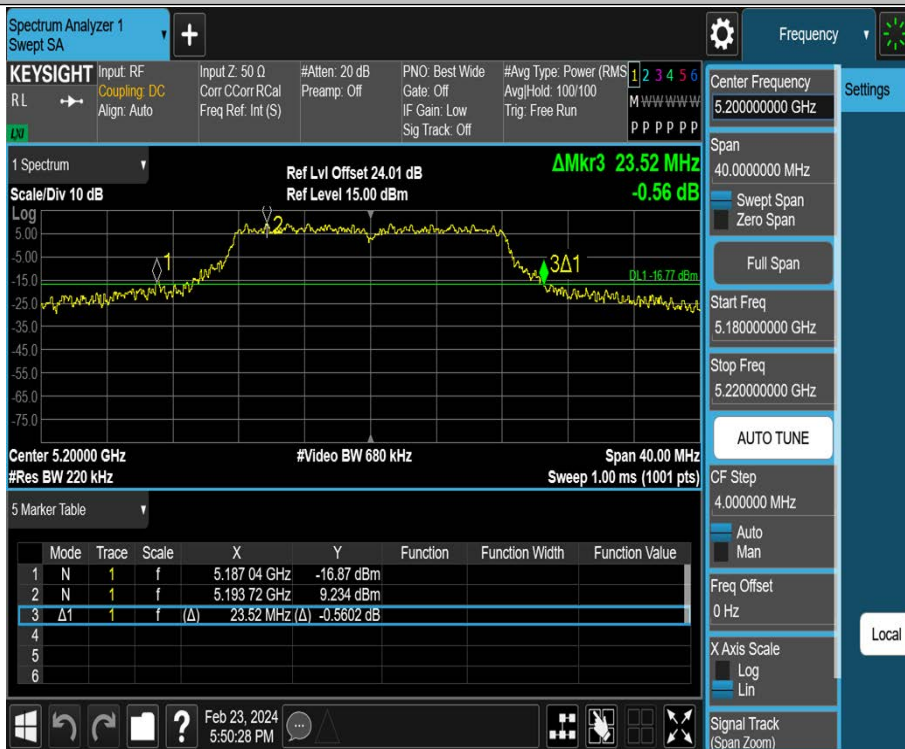 Spectrum Analyzer 1
Swept SA
+
Frequency
KEYSIGHT
RL
LXI
Input: RF
Coupling: DC
Align: Auto
Input Z: 50 Ω
Corr CCorr RCal
Freq Ref: Int (S)
#Atten: 20 dB
Preamp: Off
PNO: Best Wide
Gate: Off
IF Gain: Low
Sig Track: Off
#Avg Type: Power (RMS
Avg|Hold: 100/100
Trig: Free Run
1 2 3 4 5 6
M W W W W W
P P P P P P
1 Spectrum
Scale/Div 10 dB
Ref Lvl Offset 24.01 dB
Ref Level 15.00 dBm
ΔMkr3 23.52 MHz
-0.56 dB
Log
5.00
-5.00
-15.0
-25.0
-35.0
-45.0
-55.0
-65.0
-75.0
1
2
3Δ1
DL1 -16.77 dBm
Center 5.20000 GHz
#Video BW 680 kHz
Span 40.00 MHz
#Res BW 220 kHz
Sweep 1.00 ms (1001 pts)
5 Marker Table
Mode Trace Scale X Y Function Function Width Function Value
1 N 1 f 5.187 04 GHz -16.87 dBm
2 N 1 f 5.193 72 GHz 9.234 dBm
3 Δ1 1 f (Δ) 23.52 MHz (Δ) -0.5602 dB
4
5
6
?
Feb 23, 2024
5:50:28 PM
Center Frequency
5.200000000 GHz
Span
40.0000000 MHz
Swept Span
Zero Span
Full Span
Start Freq
5.180000000 GHz
Stop Freq
5.220000000 GHz
AUTO TUNE
CF Step
4.000000 MHz
Auto
Man
Freq Offset
0 Hz
X Axis Scale
Log
Lin
Signal Track
(Span Zoom)
Settings
Local